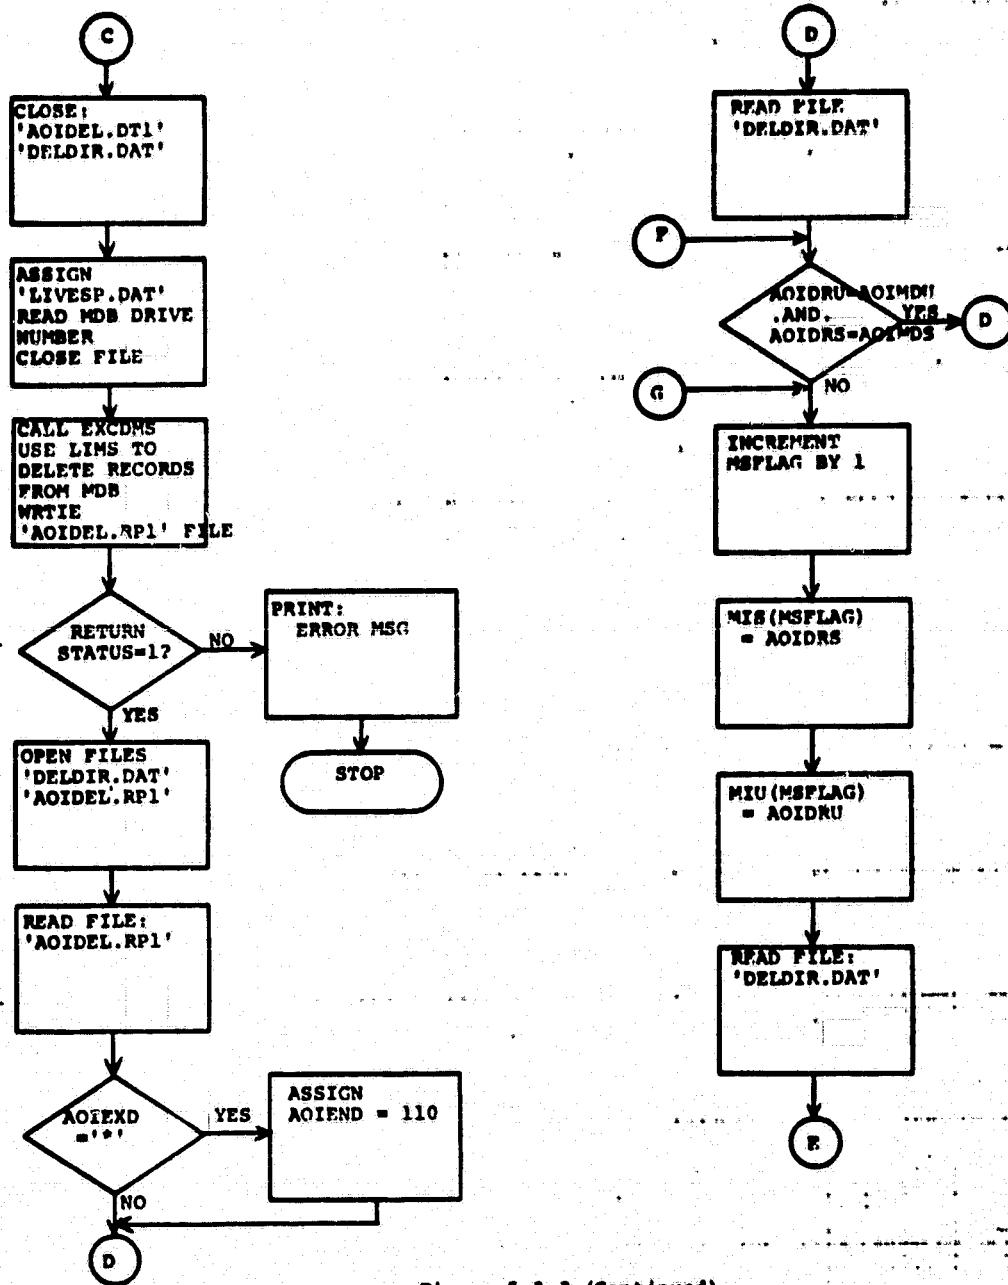 C
CLOSE:
'AOIDEL.DT1'
'DELDIR.DAT'
ASSIGN
'LIVESP.DAT'
READ MDB DRIVE
NUMBER
CLOSE FILE
CALL EXCDMS
USE LIMS TO
DELETE RECORDS
FROM MDB
WRTIE
'AOIDEL.RP1' FILE
RETURN
STATUS=1?
NO
PRINT:
ERROR MSG
STOP
YES
OPEN FILES
'DELDIR.DAT'
'AOIDEL.RP1'
READ FILE:
'AOIDEL.RP1'
AOIEXD
='*'
YES
ASSIGN
AOIEND = 110
NO
D
D
READ FILE
'DELDIR.DAT'
F
AOIDRU=AOIMDU
.AND.
AOIDRS=AOIMDS
YES
D
NO
G
INCREMENT
MSFLAG BY 1
MIS(MSFLAG)
= AOIDRS
MIU(MSFLAG)
= AOIDRU
READ FILE:
'DELDIR.DAT'
E
(Continued)